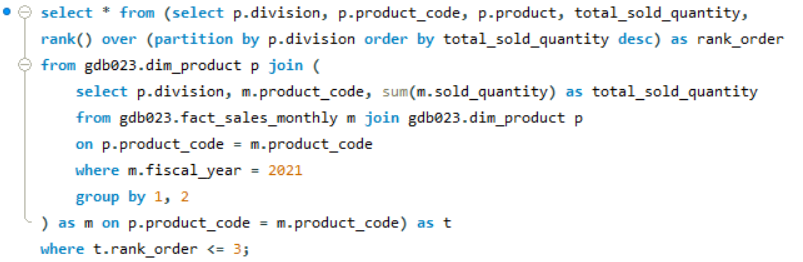 select * from (select p.division, p.product_code, p.product, total_sold_quantity,
rank() over (partition by p.division order by total_sold_quantity desc) as rank_order
from gdb023.dim_product p join (
select p.division, m.product_code, sum(m.sold_quantity) as total_sold_quantity
from gdb023.fact_sales_monthly m join gdb023.dim_product p
on p.product_code = m.product_code
where m.fiscal_year = 2021
group by 1, 2
) as m on p.product_code = m.product_code) as t
where t.rank_order <= 3;